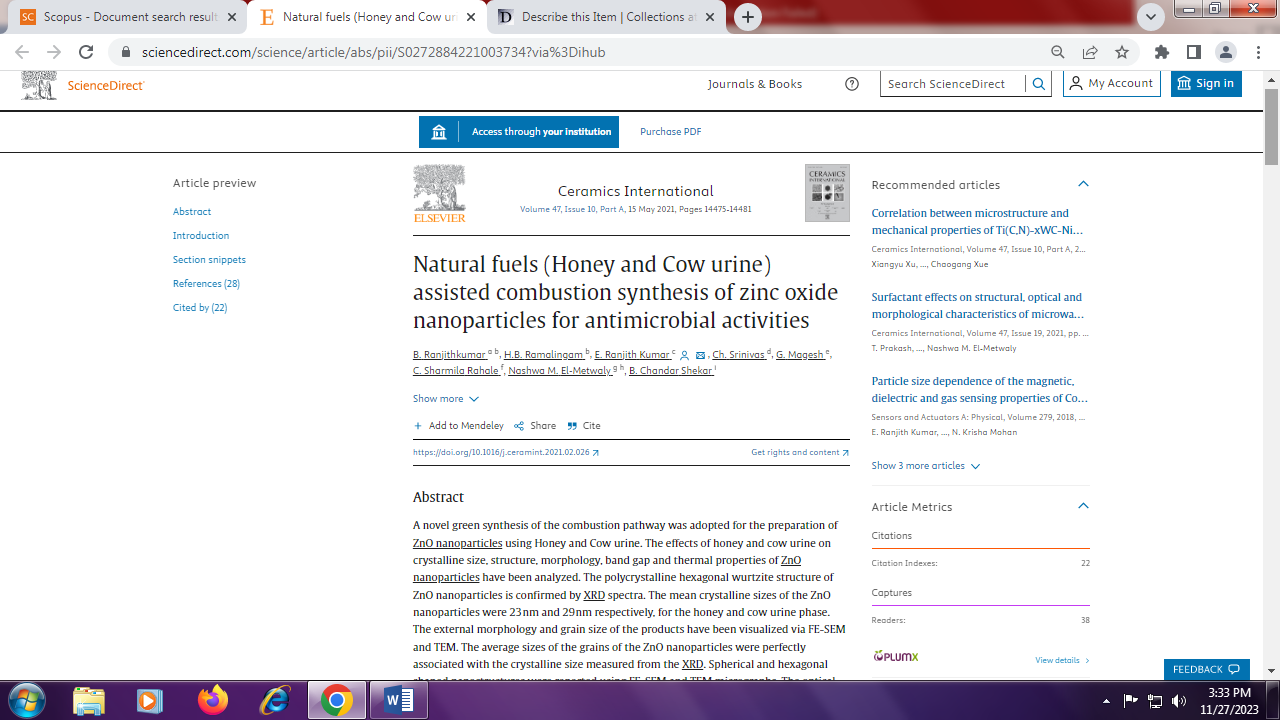 Scopus - Document search result
Natural fuels (Honey and Cow ur
Describe this Item | Collections at
sciencedirect.com/science/article/abs/pii/S0272884221003734?via%3Dihub
ScienceDirect
Journals & Books
Search ScienceDirect
My Account
Sign in
Access through your institution
Purchase PDF
Article preview
Abstract
Introduction
Section snippets
References (28)
Cited by (22)
ELSEVIER
Ceramics International
Volume 47, Issue 10, Part A, 15 May 2021, Pages 14475-14481
CERAMICS
INTERNATIONAL
Natural fuels (Honey and Cow urine)
assisted combustion synthesis of zinc oxide
nanoparticles for antimicrobial activities
B. Ranjithkumar a b, H.B. Ramalingam b, E. Ranjith Kumar c, Ch. Srinivas d, G. Magesh e,
C. Sharmila Rahale f, Nashwa M. El-Metwaly g h, B. Chandar Shekar i
Show more
+ Add to Mendeley Share Cite
https://doi.org/10.1016/j.ceramint.2021.02.026
Get rights and content
Abstract
A novel green synthesis of the combustion pathway was adopted for the preparation of
ZnO nanoparticles using Honey and Cow urine. The effects of honey and cow urine on
crystalline size, structure, morphology, band gap and thermal properties of ZnO
nanoparticles have been analyzed. The polycrystalline hexagonal wurtzite structure of
ZnO nanoparticles is confirmed by XRD spectra. The mean crystalline sizes of the ZnO
nanoparticles were 23 nm and 29 nm respectively, for the honey and cow urine phase.
The external morphology and grain size of the products have been visualized via FE-SEM
and TEM. The average sizes of the grains of the ZnO nanoparticles were perfectly
associated with the crystalline size measured from the XRD. Spherical and hexagonal
Recommended articles
Correlation between microstructure and
mechanical properties of Ti(C,N)-xWC-Ni...
Ceramics International, Volume 47, Issue 10, Part A, 2...
Xiangyu Xu, ..., Chaogang Xue
Surfactant effects on structural, optical and
morphological characteristics of microwa...
Ceramics International, Volume 47, Issue 19, 2021, pp. ...
T. Prakash, ..., Nashwa M. El-Metwaly
Particle size dependence of the magnetic,
dielectric and gas sensing properties of Co...
Sensors and Actuators A: Physical, Volume 279, 2018, ...
E. Ranjith Kumar, ..., N. Krisha Mohan
Show 3 more articles
Article Metrics
Citations
Citation Indexes: 22
Captures
Readers: 38
PLUMX
View details
FEEDBACK
3:33 PM
11/27/2023